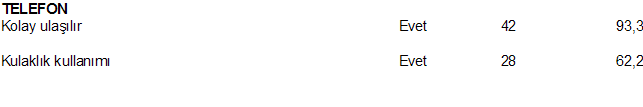 TELEFON
Kolay ulaşılır Evet 42 93,3
Kulaklık kullanımı Evet 28 62,2